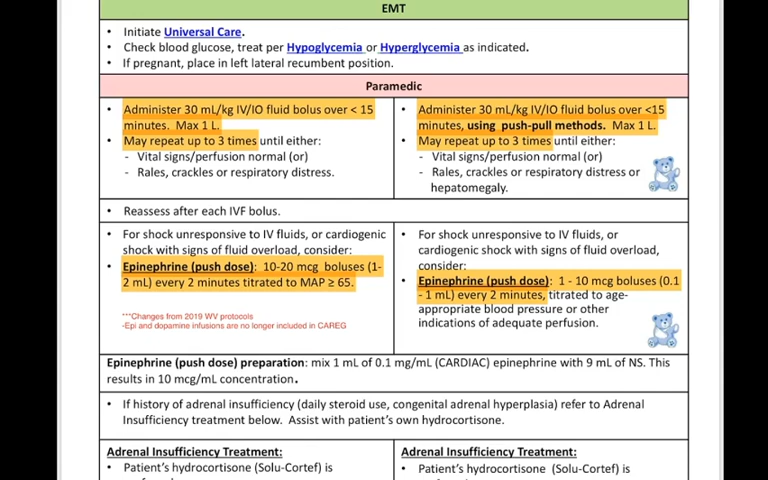 EMT
• Initiate Universal Care.
• Check blood glucose, treat per Hypoglycemia or Hyperglycemia as indicated.
• If pregnant, place in left lateral recumbent position.
Paramedic
• Administer 30 mL/kg IV/IO fluid bolus over < 15
minutes. Max 1 L.
• May repeat up to 3 times until either:
- Vital signs/perfusion normal (or)
- Rales, crackles or respiratory distress.
• Administer 30 mL/kg IV/IO fluid bolus over <15
minutes, using push-pull methods. Max 1 L.
• May repeat up to 3 times until either:
- Vital signs/perfusion normal (or)
- Rales, crackles or respiratory distress or
hepatomegaly.
• Reassess after each IVF bolus.
• For shock unresponsive to IV fluids, or cardiogenic
shock with signs of fluid overload, consider:
• Epinephrine (push dose): 10-20 mcg boluses (1-
2 mL) every 2 minutes titrated to MAP ≥ 65.
***Changes from 2019 WV protocols
-Epi and dopamine infusions are no longer included in CAREG
• For shock unresponsive to IV fluids, or
cardiogenic shock with signs of fluid overload,
consider:
• Epinephrine (push dose): 1 - 10 mcg boluses (0.1
- 1 mL) every 2 minutes, titrated to age-
appropriate blood pressure or other
indications of adequate perfusion.
Epinephrine (push dose) preparation: mix 1 mL of 0.1 mg/mL (CARDIAC) epinephrine with 9 mL of NS. This
results in 10 mcg/mL concentration.
• If history of adrenal insufficiency (daily steroid use, congenital adrenal hyperplasia) refer to Adrenal
Insufficiency treatment below. Assist with patient's own hydrocortisone.
Adrenal Insufficiency Treatment:
• Patient's hydrocortisone (Solu-Cortef) is
Adrenal Insufficiency Treatment:
• Patient's hydrocortisone (Solu-Cortef) is